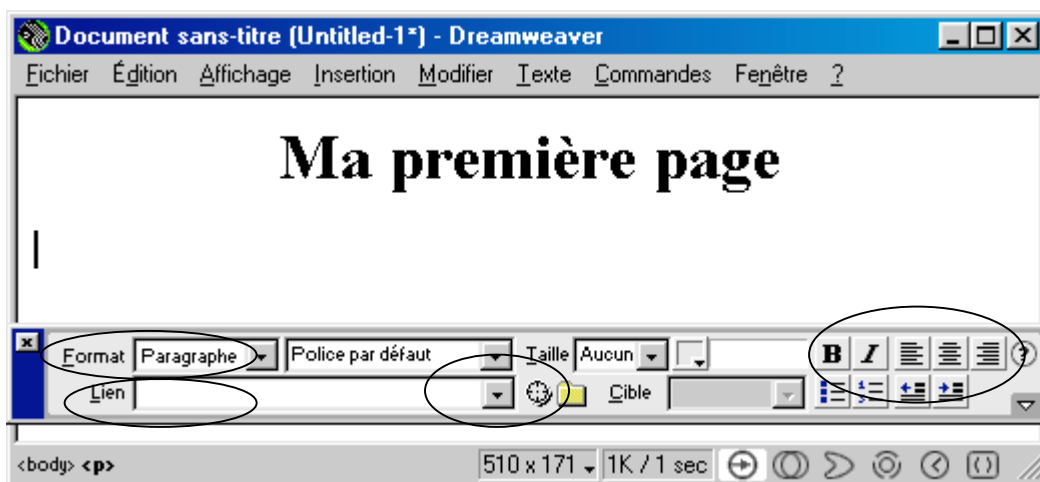 Document sans-titre (Untitled-1*) - Dreamweaver
Fichier Édition Affichage Insertion Modifier Texte Commandes Fenêtre ?
Ma première page
Format Paragraphe Police par défaut Taille Aucun B I ?
Lien Cible
<body> <p> 510 x 171 1K / 1 sec